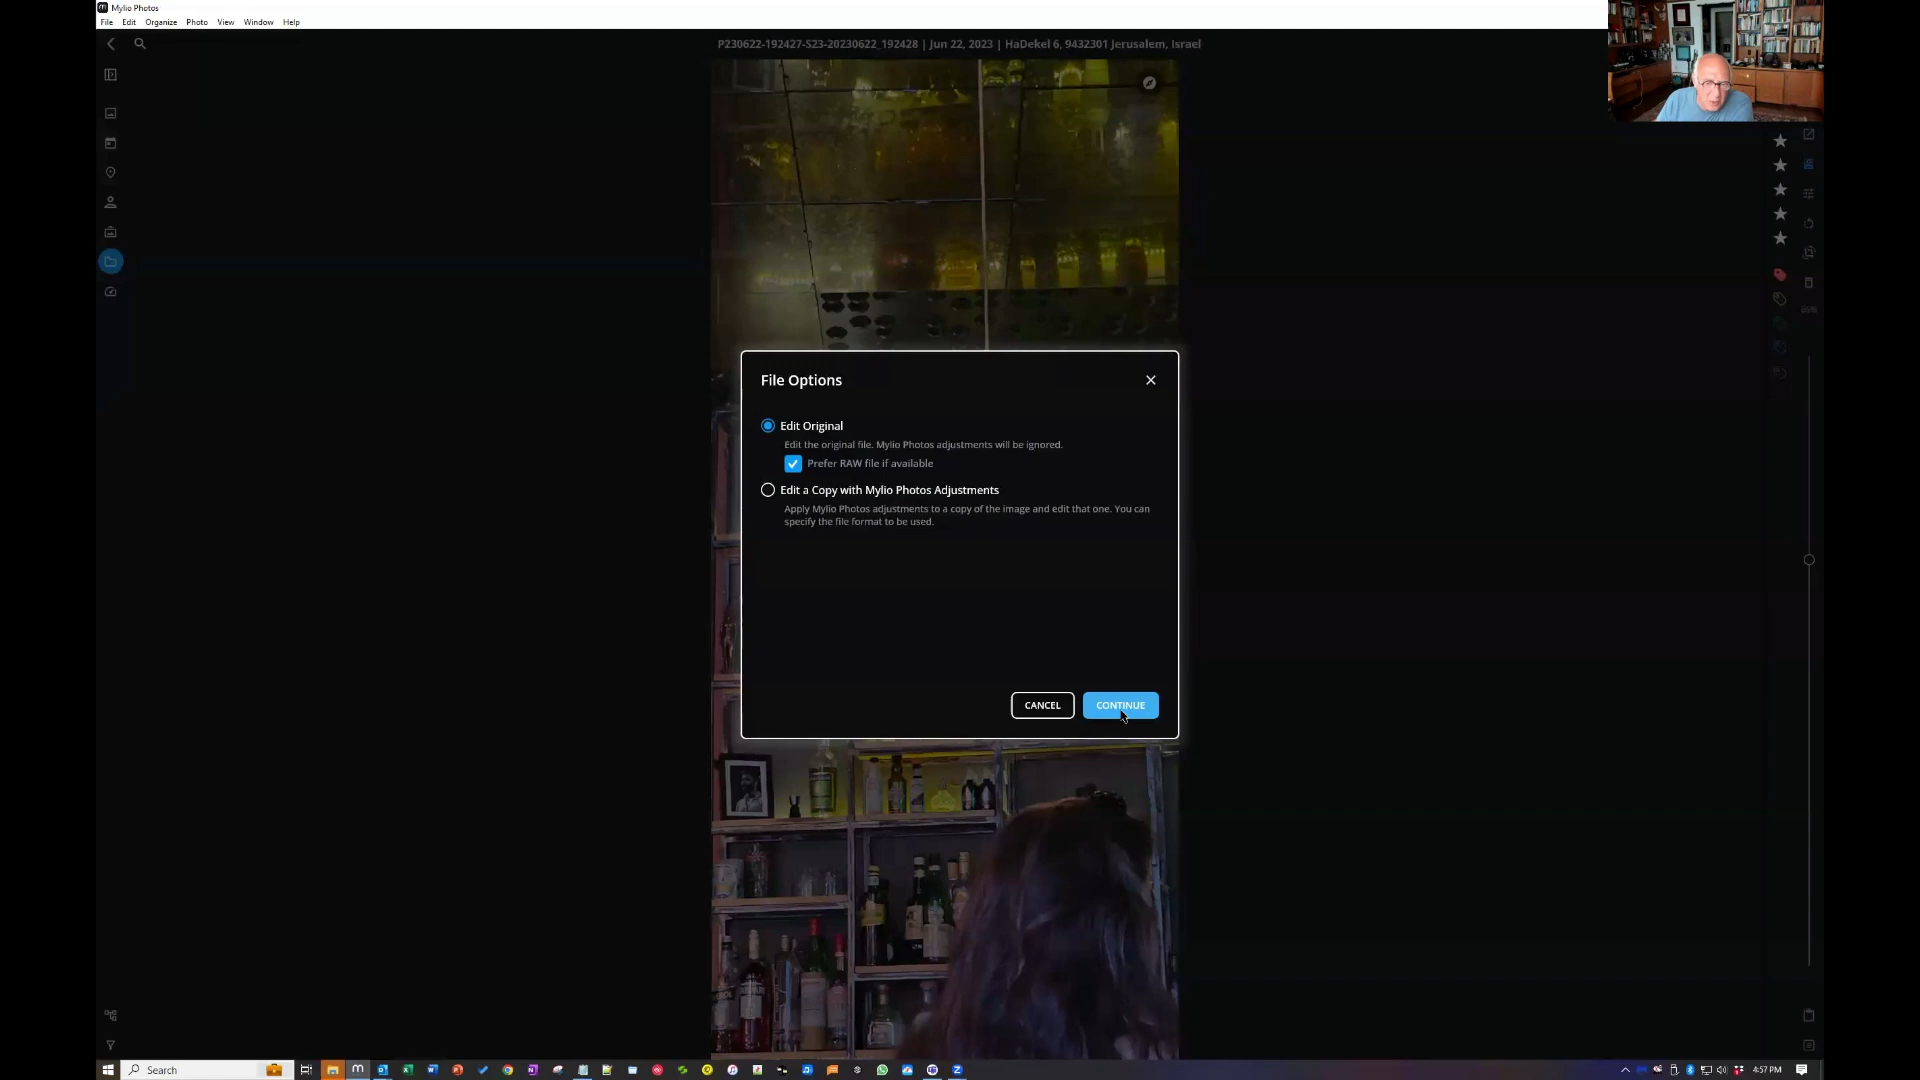 Mylio Photos
File Edit Organize Photo View Window Help
P230622-192427-S23-20230622_192428 | Jun 22, 2023 | HaDekel 6, 9432301 Jerusalem, Israel
File Options
Edit Original
Edit the original file. Mylio Photos adjustments will be ignored.
Prefer RAW file if available
Edit a Copy with Mylio Photos Adjustments
Apply Mylio Photos adjustments to a copy of the image and edit that one. You can
specify the file format to be used.
CANCEL CONTINUE
Search
4:57 PM